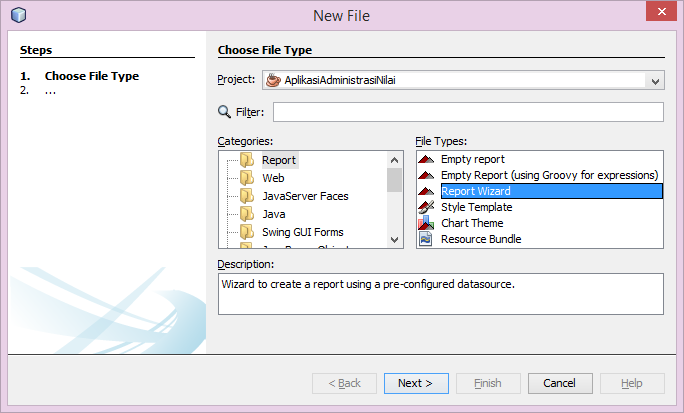 New File
Steps
1. Choose File Type
2. ...
Choose File Type
Project: AplikasiAdministrasiNilai
Filter:
Categories:
Report
Web
JavaServer Faces
Java
Swing GUI Forms
File Types:
Empty report
Empty Report (using Groovy for expressions)
Report Wizard
Style Template
Chart Theme
Resource Bundle
Description:
Wizard to create a report using a pre-configured datasource.
< Back
Next >
Finish
Cancel
Help